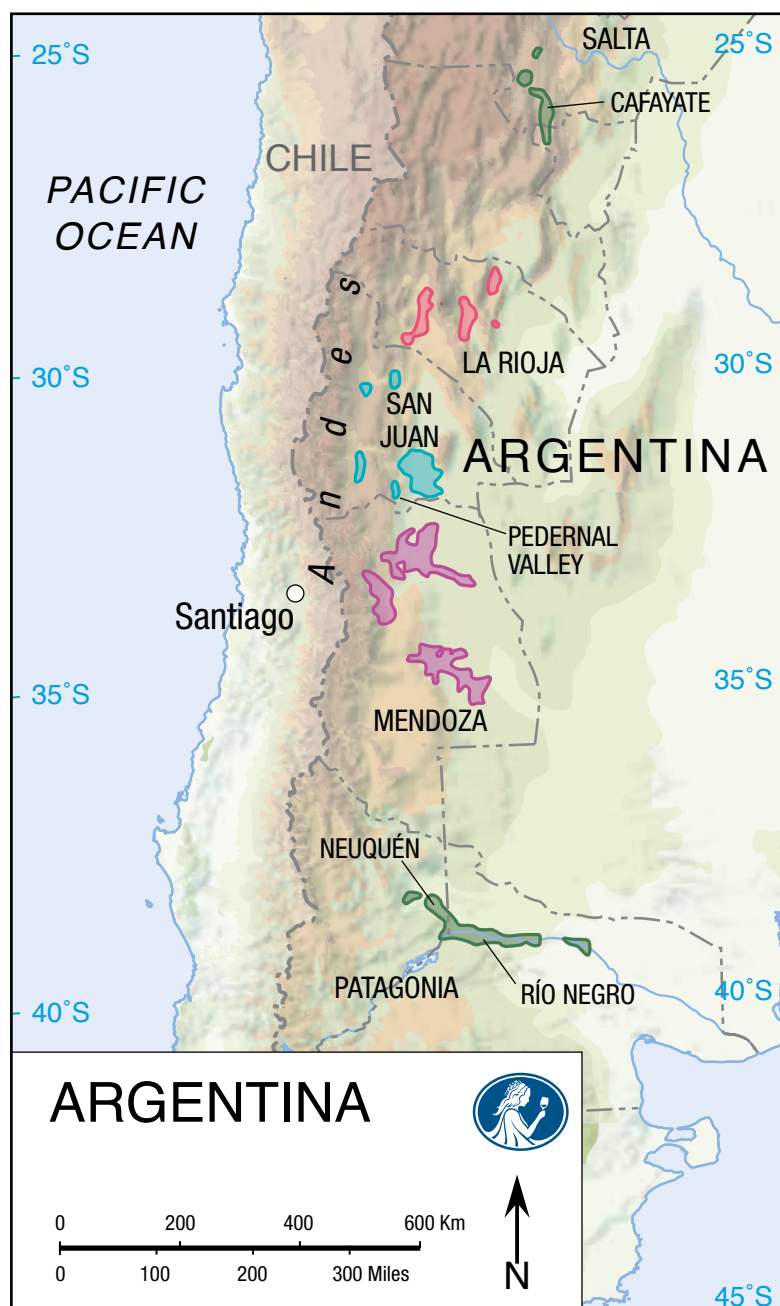 SALTA
25˚S
25˚S
CAFAYATE
CHILE
PACIFIC
OCEAN
Andes
LA RIOJA
30˚S
30˚S
SAN
JUAN
ARGENTINA
PEDERNAL
VALLEY
Santiago
35˚S
35˚S
MENDOZA
NEUQUÉN
PATAGONIA
RÍO NEGRO
40˚S
40˚S
ARGENTINA
0 200 400 600 Km
0 100 200 300 Miles
N
45˚S